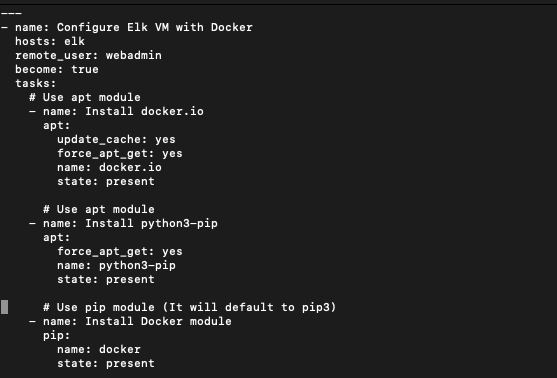 ---
- name: Configure Elk VM with Docker
  hosts: elk
  remote_user: webadmin
  become: true
  tasks:
    # Use apt module
    - name: Install docker.io
      apt:
        update_cache: yes
        force_apt_get: yes
        name: docker.io
        state: present

      # Use apt module
    - name: Install python3-pip
      apt:
        force_apt_get: yes
        name: python3-pip
        state: present

      # Use pip module (It will default to pip3)
    - name: Install Docker module
      pip:
        name: docker
        state: present